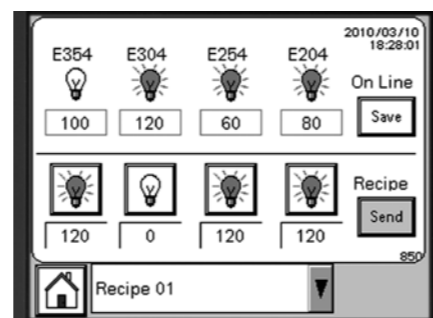 2010/03/10
18:28:01
E354 E304 E254 E204
On Line
100 120 60 80 Save
Recipe
Send
120 0 120 120
850
Recipe 01